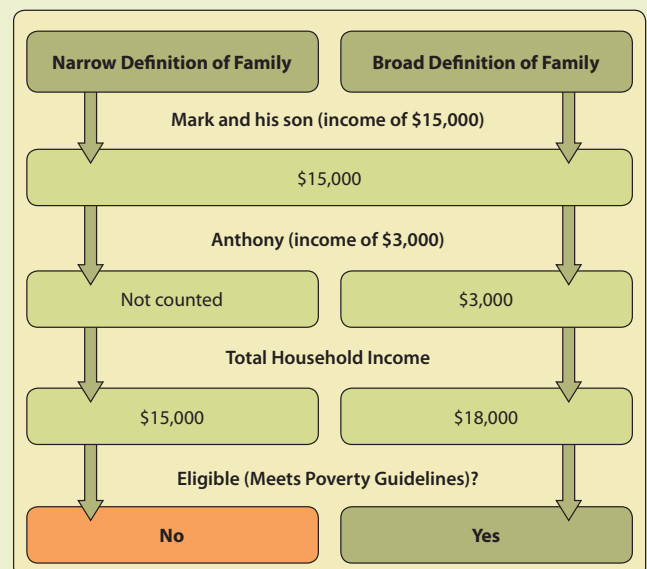 Narrow Definition of Family
Broad Definition of Family
Mark and his son (income of $15,000)
$15,000
Anthony (income of $3,000)
Not counted
$3,000
Total Household Income
$15,000
$18,000
Eligible (Meets Poverty Guidelines)?
No
Yes